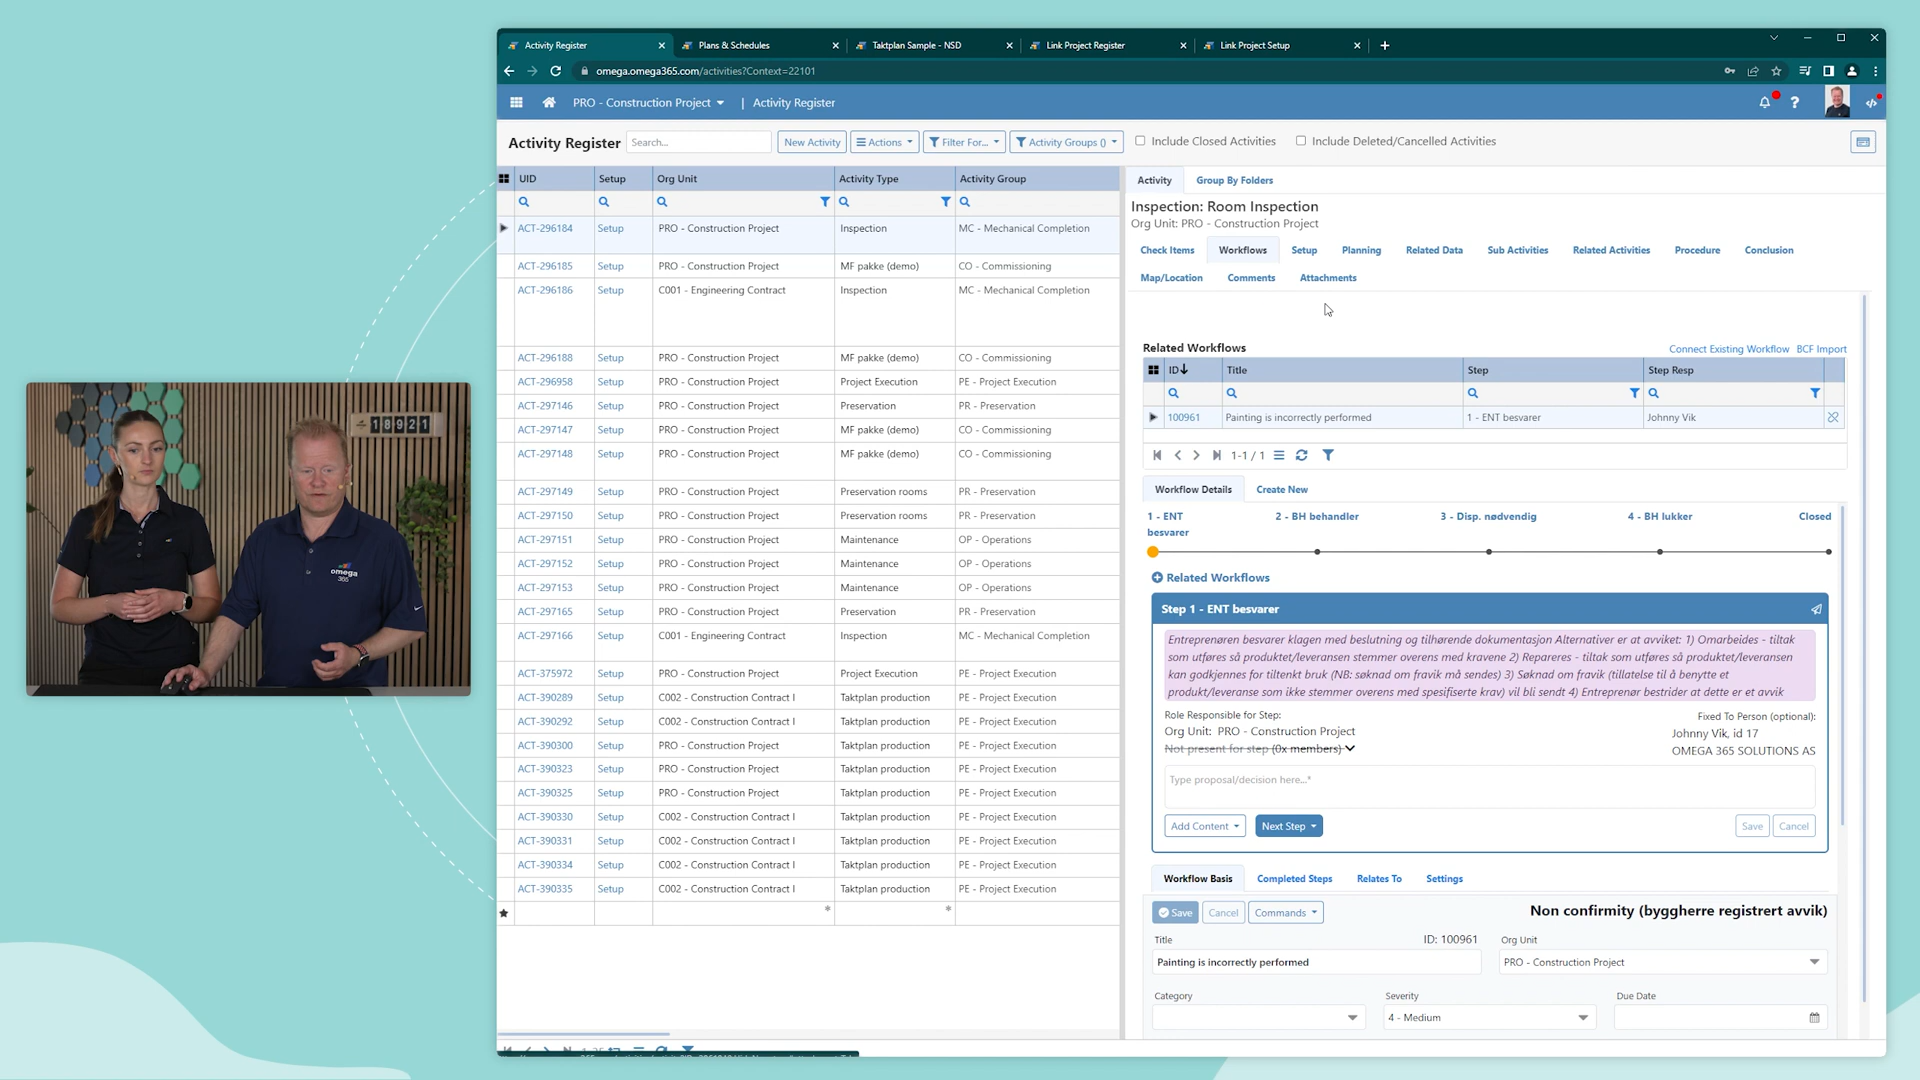 Activity Register
Plans & Schedules
Taktplan Sample - NSD
Link Project Register
Link Project Setup
omega.omega365.com/activities?Context=22101
PRO - Construction Project | Activity Register
Activity Register
Search...
New Activity
Actions
Filter For...
Activity Groups ()
Include Closed Activities
Include Deleted/Cancelled Activities
UID Setup Org Unit Activity Type Activity Group
ACT-296184 Setup PRO - Construction Project Inspection MC - Mechanical Completion
ACT-296185 Setup PRO - Construction Project MF pakke (demo) CO - Commissioning
ACT-296186 Setup C001 - Engineering Contract Inspection MC - Mechanical Completion
ACT-296188 Setup PRO - Construction Project MF pakke (demo) CO - Commissioning
ACT-296958 Setup PRO - Construction Project Project Execution PE - Project Execution
ACT-297146 Setup PRO - Construction Project Preservation PR - Preservation
ACT-297147 Setup PRO - Construction Project MF pakke (demo) CO - Commissioning
ACT-297148 Setup PRO - Construction Project MF pakke (demo) CO - Commissioning
ACT-297149 Setup PRO - Construction Project Preservation rooms PR - Preservation
ACT-297150 Setup PRO - Construction Project Preservation rooms PR - Preservation
ACT-297151 Setup PRO - Construction Project Maintenance OP - Operations
ACT-297152 Setup PRO - Construction Project Maintenance OP - Operations
ACT-297153 Setup PRO - Construction Project Maintenance OP - Operations
ACT-297165 Setup PRO - Construction Project Preservation PR - Preservation
ACT-297166 Setup C001 - Engineering Contract Inspection MC - Mechanical Completion
ACT-375972 Setup PRO - Construction Project Project Execution PE - Project Execution
ACT-390289 Setup C002 - Construction Contract I Taktplan production PE - Project Execution
ACT-390292 Setup C002 - Construction Contract I Taktplan production PE - Project Execution
ACT-390300 Setup PRO - Construction Project Taktplan production PE - Project Execution
ACT-390323 Setup PRO - Construction Project Taktplan production PE - Project Execution
ACT-390325 Setup PRO - Construction Project Taktplan production PE - Project Execution
ACT-390330 Setup C002 - Construction Contract I Taktplan production PE - Project Execution
ACT-390331 Setup C002 - Construction Contract I Taktplan production PE - Project Execution
ACT-390334 Setup C002 - Construction Contract I Taktplan production PE - Project Execution
ACT-390335 Setup C002 - Construction Contract I Taktplan production PE - Project Execution
Activity Group By Folders
Inspection: Room Inspection
Org Unit: PRO - Construction Project
Check Items Workflows Setup Planning Related Data Sub Activities Related Activities Procedure Conclusion
Map/Location Comments Attachments
Related Workflows
Connect Existing Workflow BCF Import
ID Title Step Step Resp
100961 Painting is incorrectly performed 1 - ENT besvarer Johnny Vik
1-1 / 1
Workflow Details Create New
1 - ENT
besvarer
2 - BH behandler
3 - Disp. nødvendig
4 - BH lukker
Closed
Related Workflows
Step 1 - ENT besvarer
Entreprenøren besvarer klagen med beslutning og tilhørende dokumentasjon Alternativer er at avviket: 1) Omarbeides - tiltak
som utføres så produktet/leveransen stemmer overens med kravene 2) Repareres - tiltak som utføres så produktet/leveransen
kan godkjennes for tiltenkt bruk (NB: søknad om fravik må sendes) 3) Søknad om fravik (tillatelse til å benytte et
produkt/leveranse som ikke stemmer overens med spesifiserte krav) vil bli sendt 4) Entreprenør bestrider at dette er et avvik
Role Responsible for Step:
Org Unit: PRO - Construction Project
Not present for step (0x members)
Fixed To Person (optional):
Johnny Vik, id 17
OMEGA 365 SOLUTIONS AS
Type proposal/decision here...*
Add Content
Next Step
Save
Cancel
Workflow Basis Completed Steps Relates To Settings
Save
Cancel
Commands
Non confirmity (byggherre registrert avvik)
Title ID: 100961 Org Unit
Painting is incorrectly performed PRO - Construction Project
Category Severity Due Date
4 - Medium
18921
omega
365